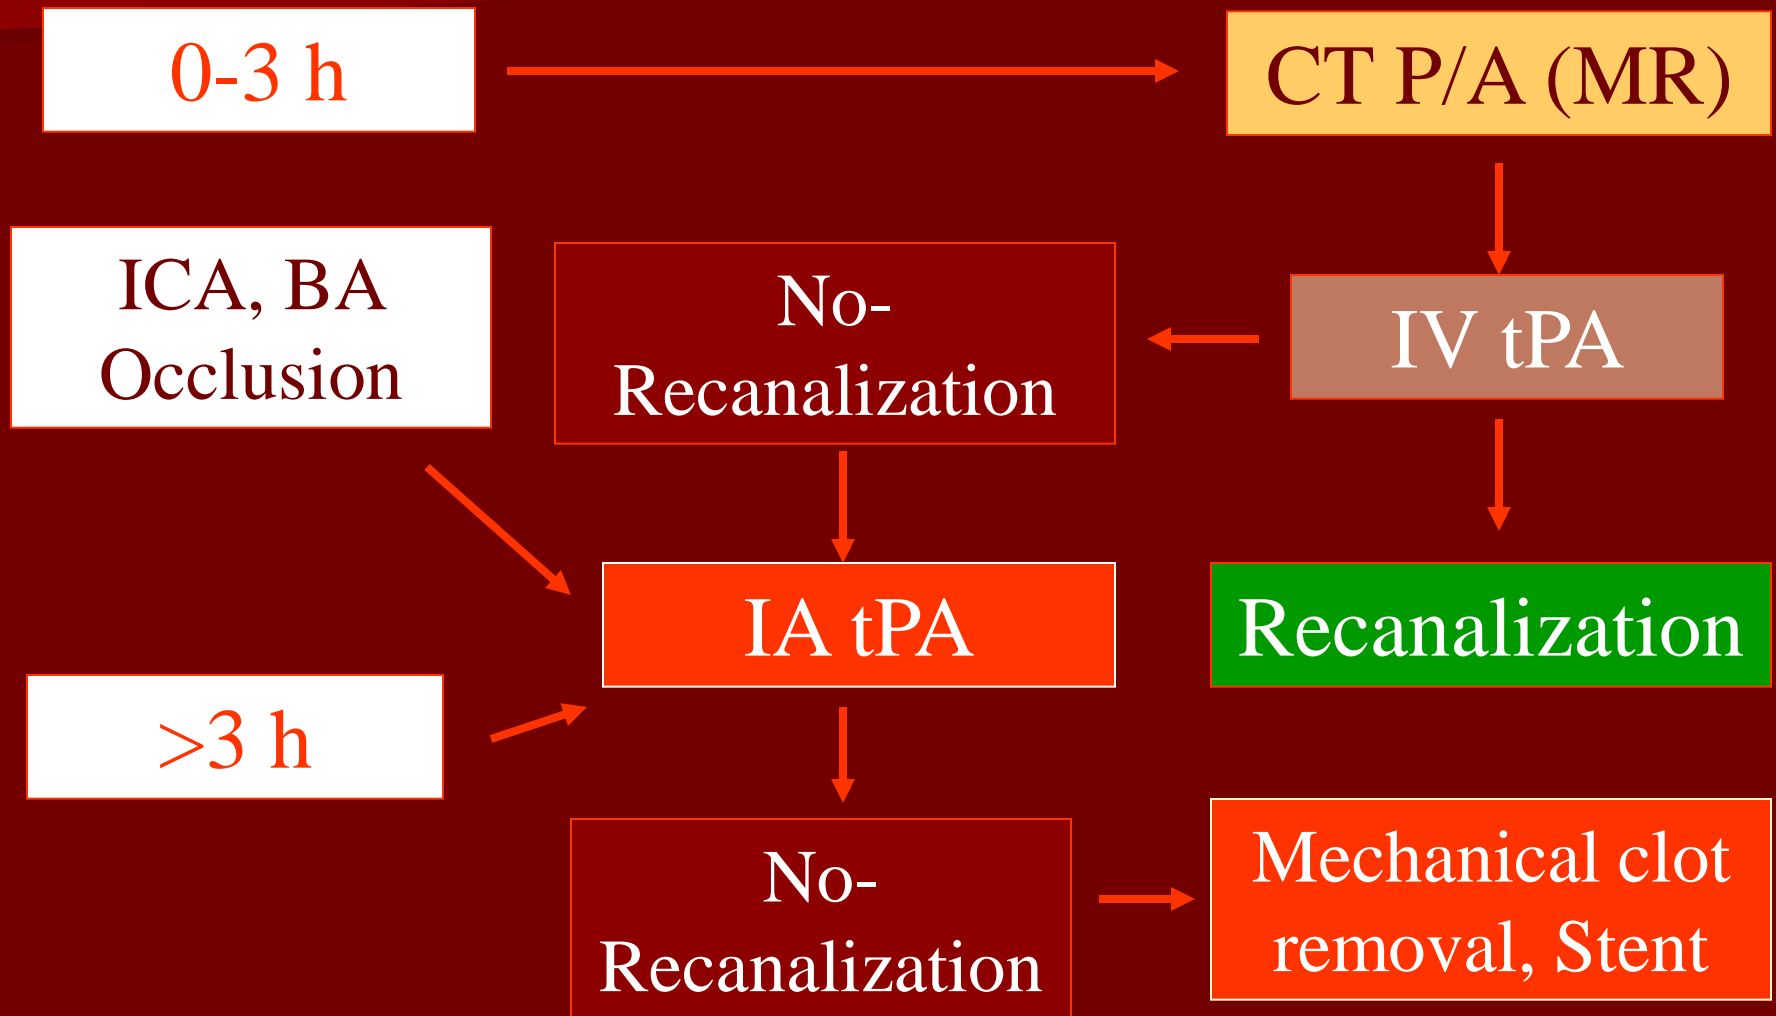 0-3 h
CT P/A (MR)
ICA, BA
Occlusion
No-
Recanalization
IV tPA
IA tPA
Recanalization
>3 h
No-
Recanalization
Mechanical clot
removal, Stent